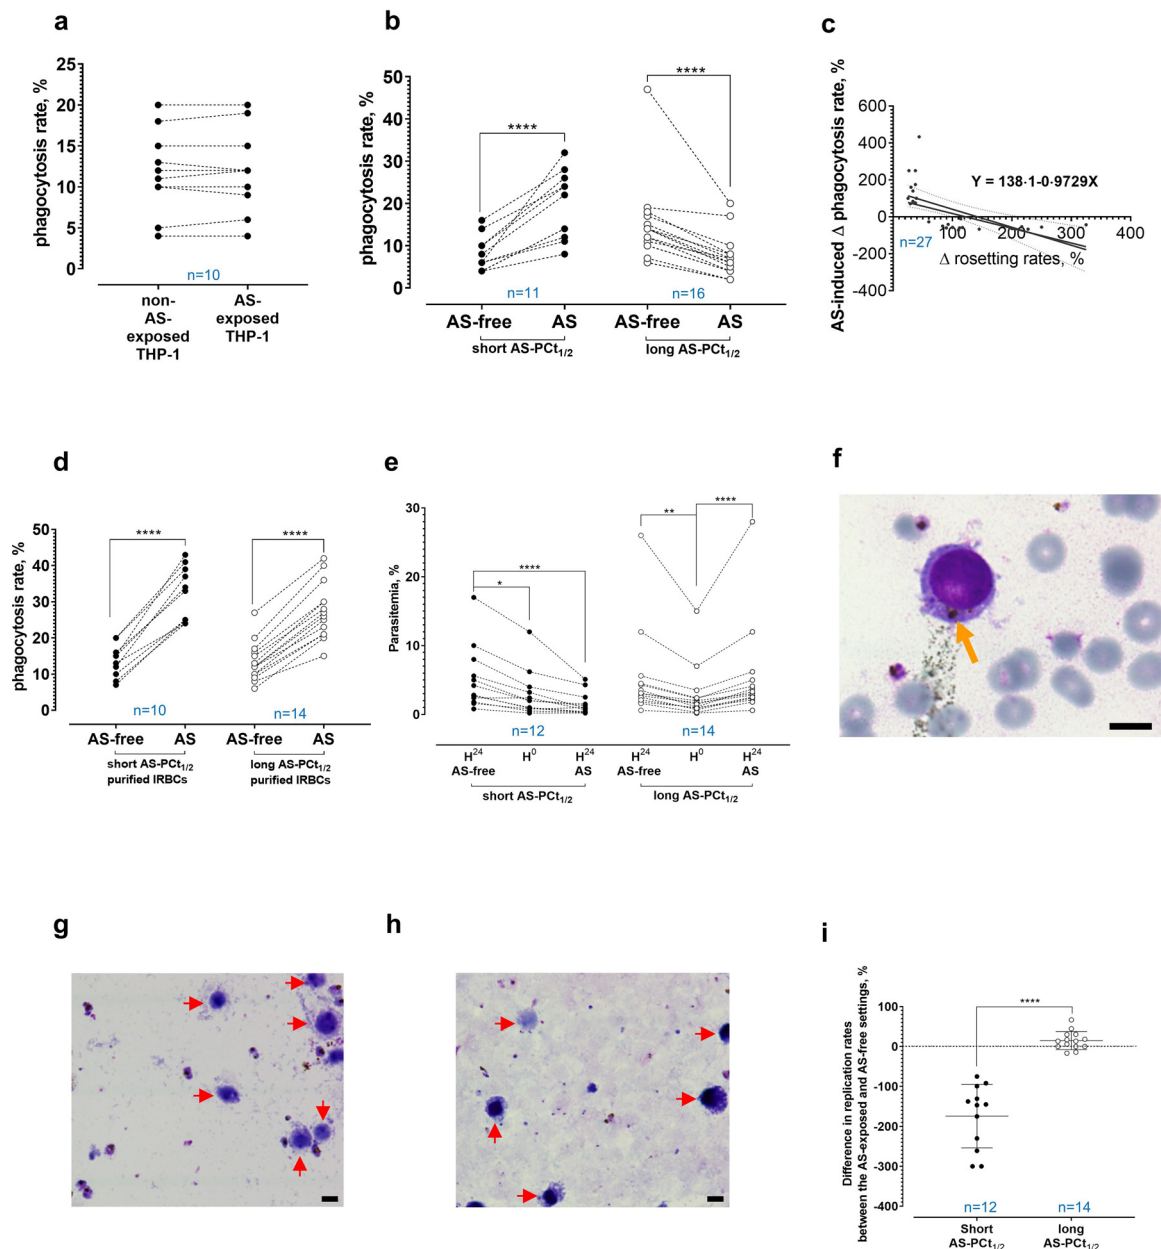 a
phagocytosis rate, %
25
20
15
10
5
0
n=10
non-
AS-
exposed
THP-1
AS-
exposed
THP-1
b
phagocytosis rate, %
50
40
30
20
10
0
****
****
n=11
n=16
AS-free AS AS-free AS
short AS-PCt1/2
long AS-PCt1/2
c
AS-induced Δ phagocytosis rate, %
600
400
200
0
-200
-400
Y = 138·1-0·9729X
100 200 300 400
n=27
Δ rosetting rates, %
d
phagocytosis rate, %
50
40
30
20
10
0
****
****
n=10
n=14
AS-free AS AS-free AS
short AS-PCt1/2
purified IRBCs
long AS-PCt1/2
purified IRBCs
e
Parasitemia, %
30
20
10
0
****
*
**
****
n=12
n=14
H24 H0 H24 H24 H0 H24
AS-free AS AS-free AS
short AS-PCt1/2
long AS-PCt1/2
f
g
h
i
Difference in replication rates
between the AS-exposed and AS-free settings, %
100
0
-100
-200
-300
-400
****
n=12
n=14
Short
AS-PCt1/2
long
AS-PCt1/2